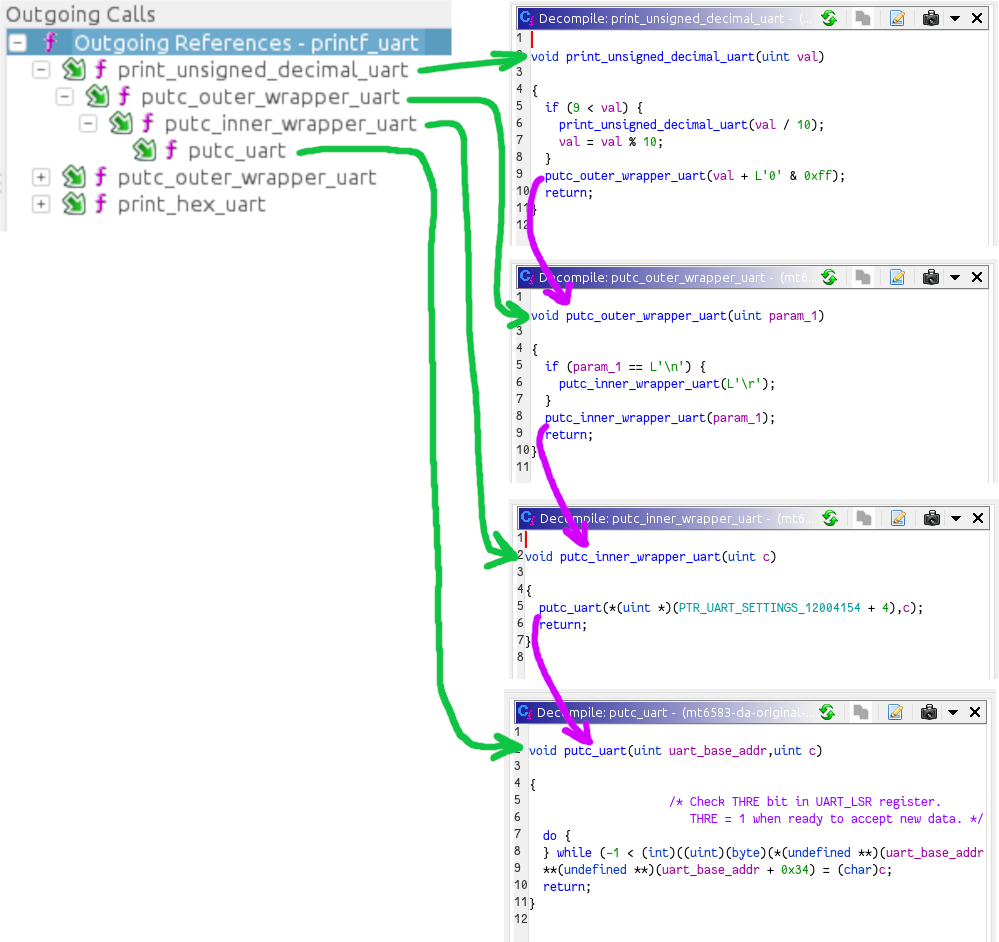 Outgoing Calls
Outgoing References - printf_uart
print_unsigned_decimal_uart
putc_outer_wrapper_uart
putc_inner_wrapper_uart
putc_uart
putc_outer_wrapper_uart
print_hex_uart
Decompile: print_unsigned_decimal_uart - (
1
void print_unsigned_decimal_uart(uint val)
3
4 {
5 if (9 < val) {
6 print_unsigned_decimal_uart(val / 10);
7 val = val % 10;
8 }
9 putc_outer_wrapper_uart(val + L'0' & 0xff);
10 return;
11 }
12
Decompile: putc_outer_wrapper_uart - (mt6...
1
void putc_outer_wrapper_uart(uint param_1)
3
4 {
5 if (param_1 == L'\n') {
6 putc_inner_wrapper_uart(L'\r');
7 }
8 putc_inner_wrapper_uart(param_1);
9 return;
10 }
11
Decompile: putc_inner_wrapper_uart - (mt6...
1
2 void putc_inner_wrapper_uart(uint c)
3
4 {
5 putc_uart(*(uint *)(PTR_UART_SETTINGS_12004154 + 4),c);
6 return;
7 }
8
Decompile: putc_uart - (mt6583-da-original-...
1
void putc_uart(uint uart_base_addr,uint c)
3
4 {
5 /* Check THRE bit in UART_LSR register.
6 THRE = 1 when ready to accept new data. */
7 do {
8 } while (-1 < (int)((uint)(byte)(*(undefined **)(uart_base_addr
9 **(undefined **)(uart_base_addr + 0x34) = (char)c;
10 return;
11 }
12